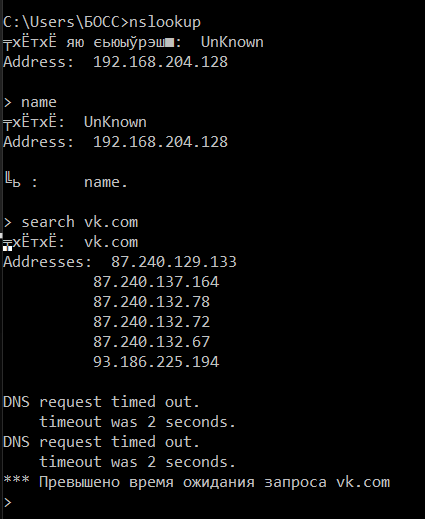 C:\Users\БОСС>nslookup
╤хЁтхЁ яю єьюыўрэш■:  UnKnown
Address:  192.168.204.128
> name
╤хЁтхЁ:  UnKnown
Address:  192.168.204.128
╚ь :     name.
> search vk.com
╤хЁтхЁ:  vk.com
Addresses:  87.240.129.133
87.240.137.164
87.240.132.78
87.240.132.72
87.240.132.67
93.186.225.194
DNS request timed out.
timeout was 2 seconds.
DNS request timed out.
timeout was 2 seconds.
*** Превышено время ожидания запроса vk.com
>